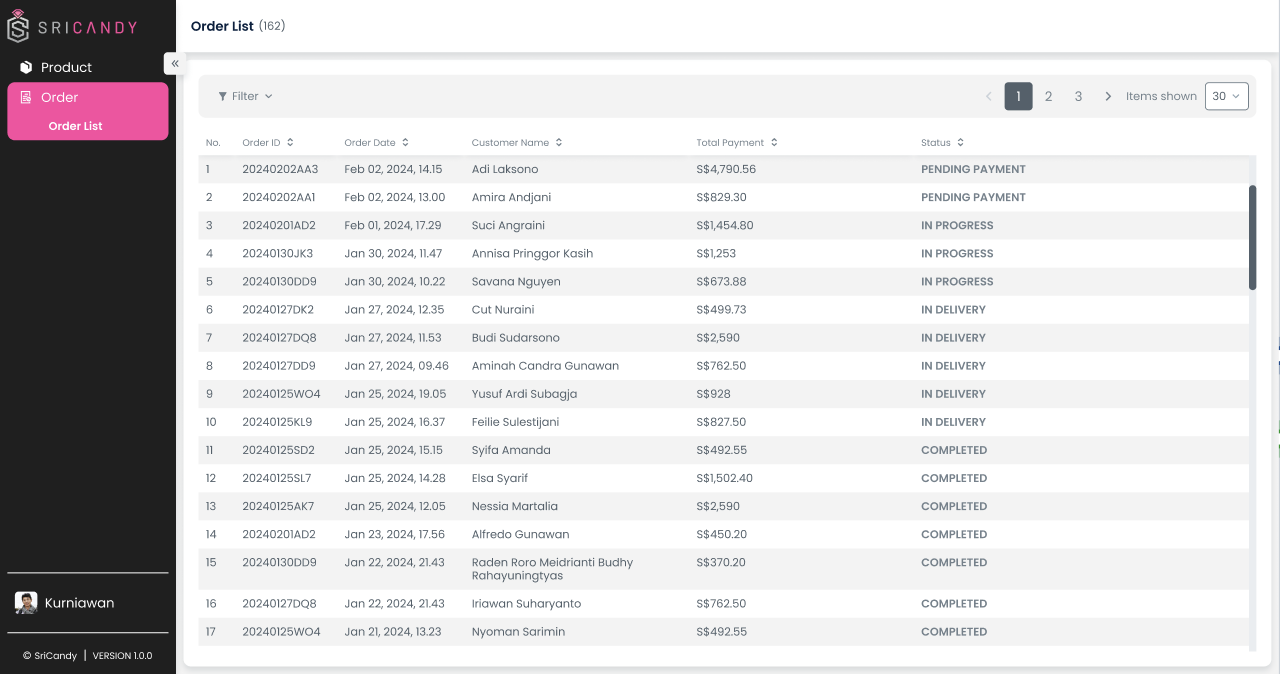 SRICANDY
Product
Order
Order List
Kurniawan
© SriCandy | VERSION 1.0.0
«
Order List (162)
Filter
1 2 3 Items shown 30
No. Order ID Order Date Customer Name Total Payment Status
1 20240202AA3 Feb 02, 2024, 14.15 Adi Laksono S$4,790.56 PENDING PAYMENT
2 20240202AA1 Feb 02, 2024, 13.00 Amira Andjani S$829.30 PENDING PAYMENT
3 20240201AD2 Feb 01, 2024, 17.29 Suci Angraini S$1,454.80 IN PROGRESS
4 20240130JK3 Jan 30, 2024, 11.47 Annisa Pringgor Kasih S$1,253 IN PROGRESS
5 20240130DD9 Jan 30, 2024, 10.22 Savana Nguyen S$673.88 IN PROGRESS
6 20240127DK2 Jan 27, 2024, 12.35 Cut Nuraini S$499.73 IN DELIVERY
7 20240127DQ8 Jan 27, 2024, 11.53 Budi Sudarsono S$2,590 IN DELIVERY
8 20240127DD9 Jan 27, 2024, 09.46 Aminah Candra Gunawan S$762.50 IN DELIVERY
9 20240125WO4 Jan 25, 2024, 19.05 Yusuf Ardi Subagja S$928 IN DELIVERY
10 20240125KL9 Jan 25, 2024, 16.37 Feilie Sulestijani S$827.50 IN DELIVERY
11 20240125SD2 Jan 25, 2024, 15.15 Syifa Amanda S$492.55 COMPLETED
12 20240125SL7 Jan 25, 2024, 14.28 Elsa Syarif S$1,502.40 COMPLETED
13 20240125AK7 Jan 25, 2024, 12.05 Nessia Martalia S$2,590 COMPLETED
14 20240201AD2 Jan 23, 2024, 17.56 Alfredo Gunawan S$450.20 COMPLETED
15 20240130DD9 Jan 22, 2024, 21.43 Raden Roro Meidrianti Budhy S$370.20 COMPLETED
Rahayuningtyas
16 20240127DQ8 Jan 22, 2024, 21.43 Iriawan Suharyanto S$762.50 COMPLETED
17 20240125WO4 Jan 21, 2024, 13.23 Nyoman Sarimin S$492.55 COMPLETED